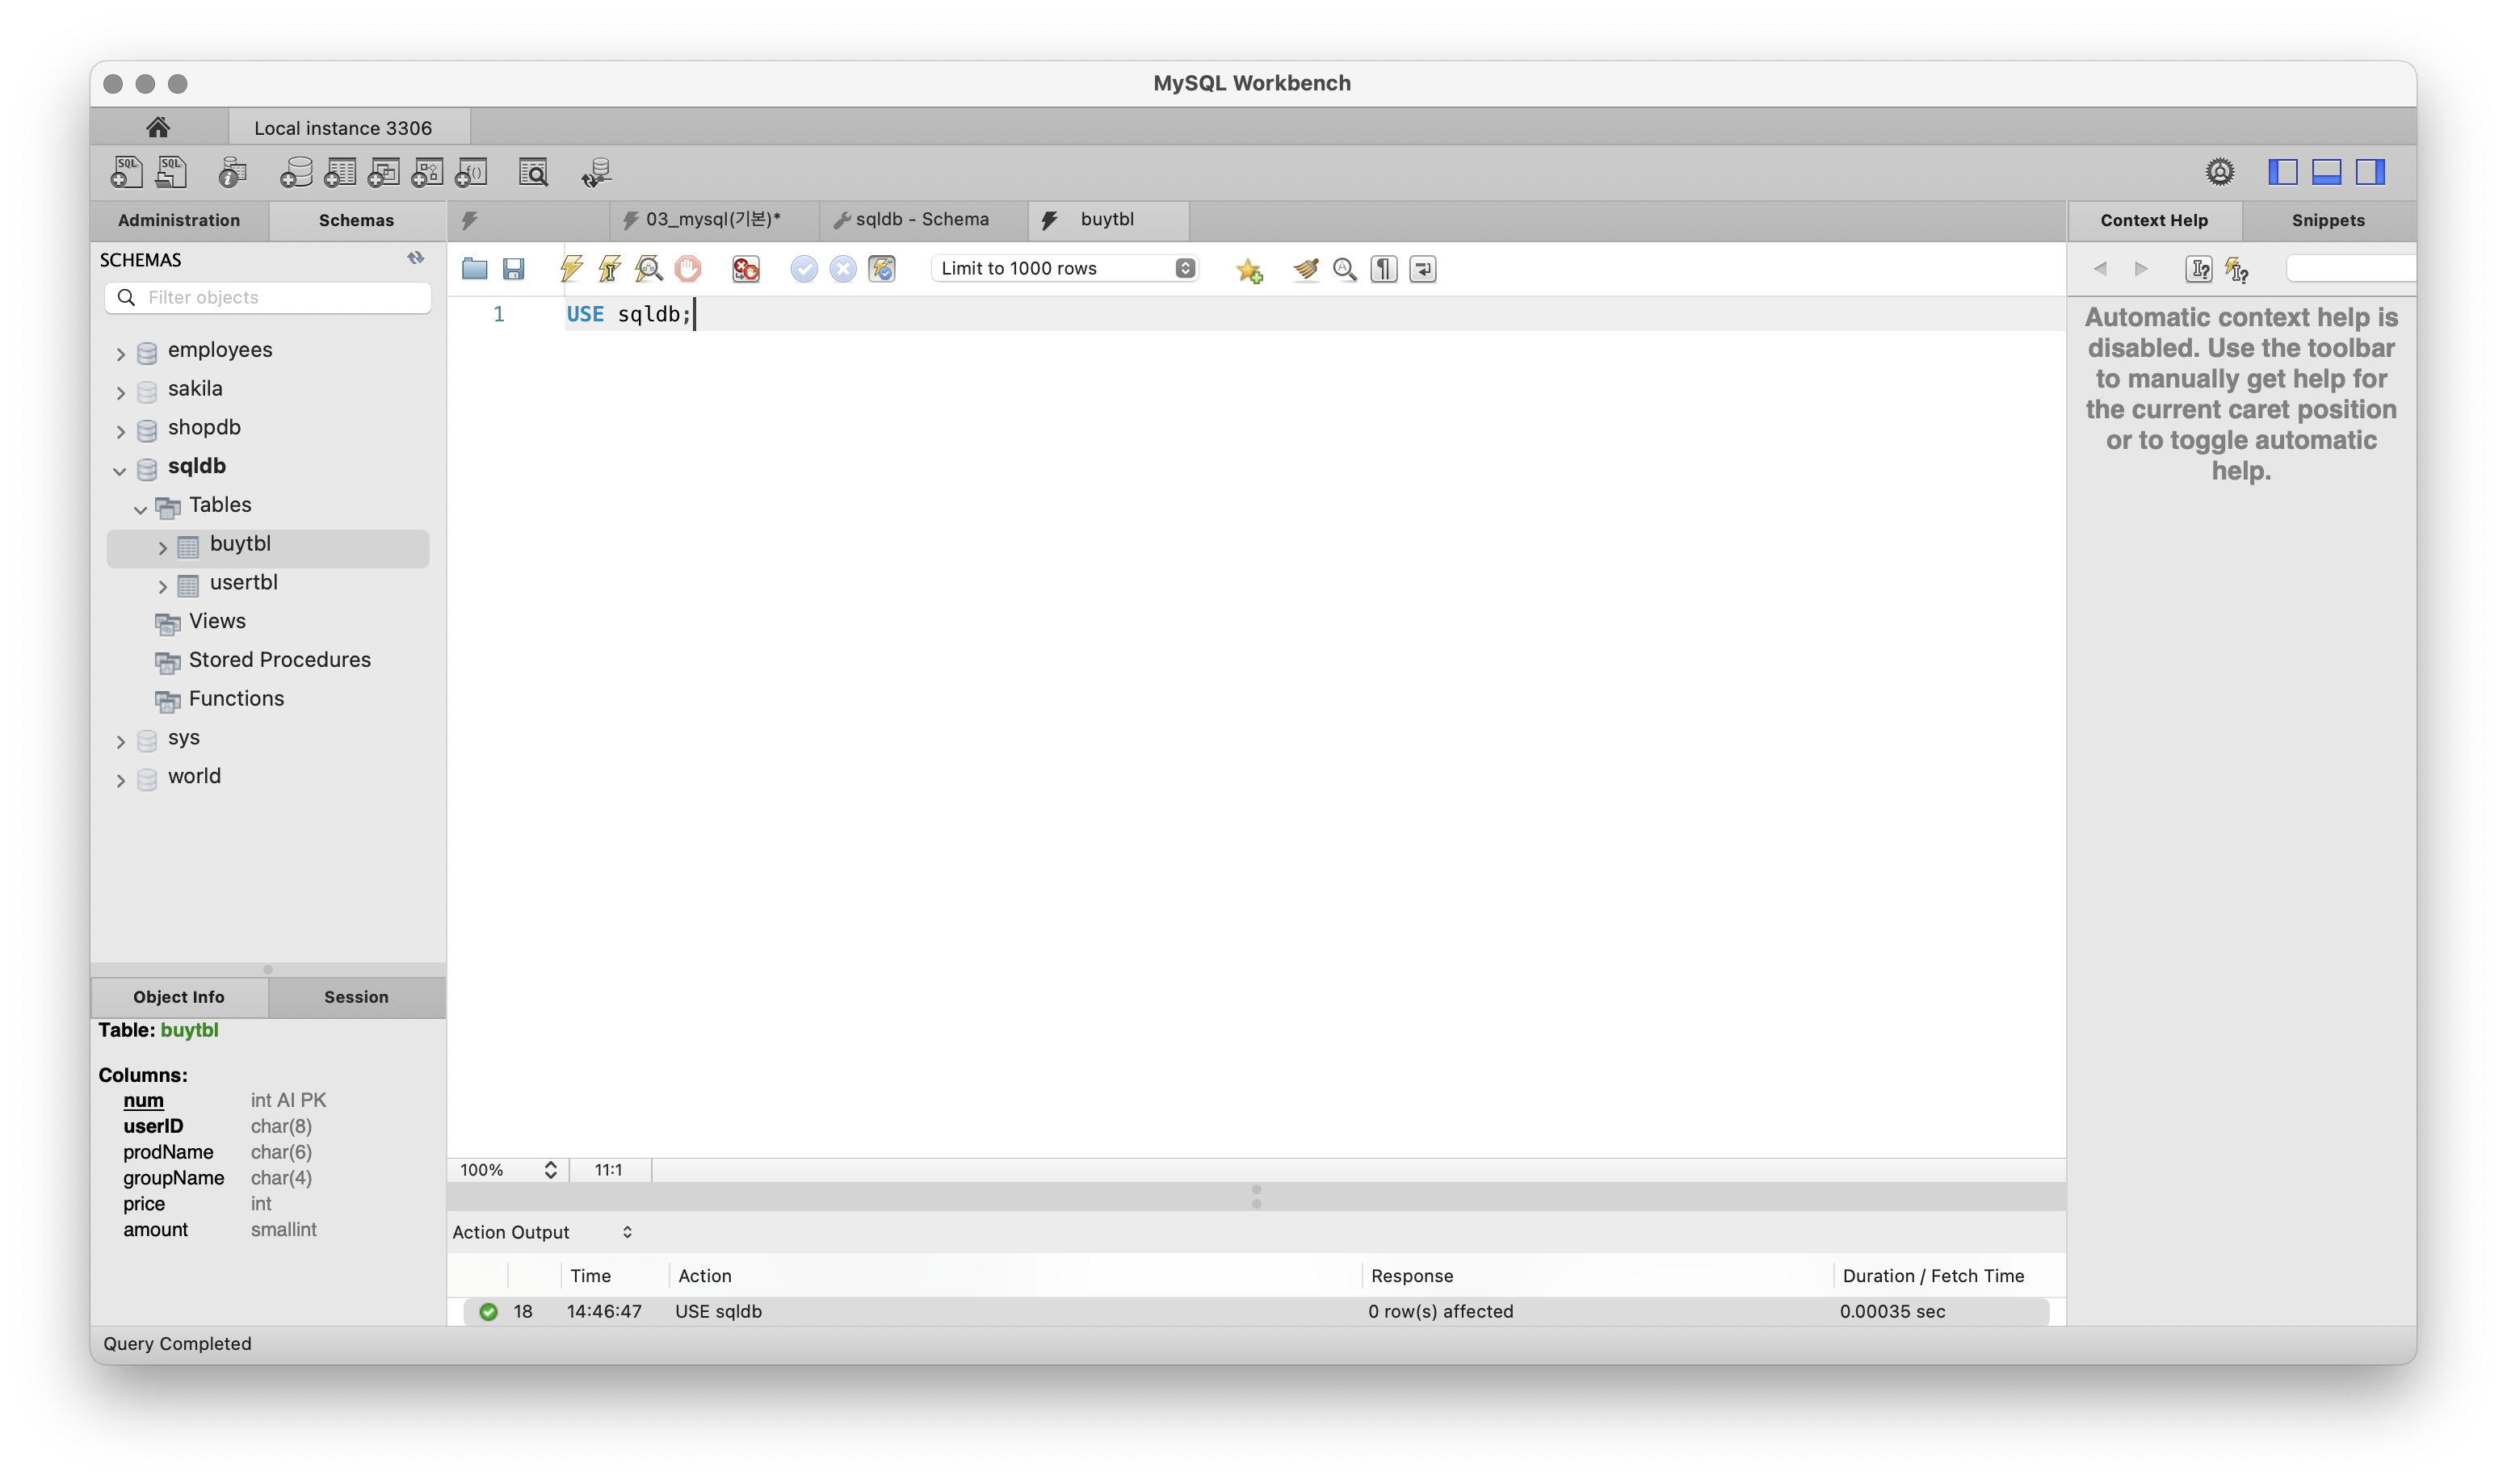 MySQL Workbench
Local instance 3306
SQL SQL
Administration Schemas
03_mysql(기본)* sqldb - Schema buytbl
Context Help Snippets
SCHEMAS
Filter objects
Limit to 1000 rows
1 USE sqldb;
employees
sakila
shopdb
sqldb
Tables
buytbl
usertbl
Views
Stored Procedures
Functions
sys
world
Automatic context help is
disabled. Use the toolbar
to manually get help for
the current caret position
or to toggle automatic
help.
Object Info Session
Table: buytbl
Columns:
num int AI PK
userID char(8)
prodName char(6)
groupName char(4)
price int
amount smallint
100% 11:1
Action Output
Time Action Response Duration / Fetch Time
18 14:46:47 USE sqldb 0 row(s) affected 0.00035 sec
Query Completed